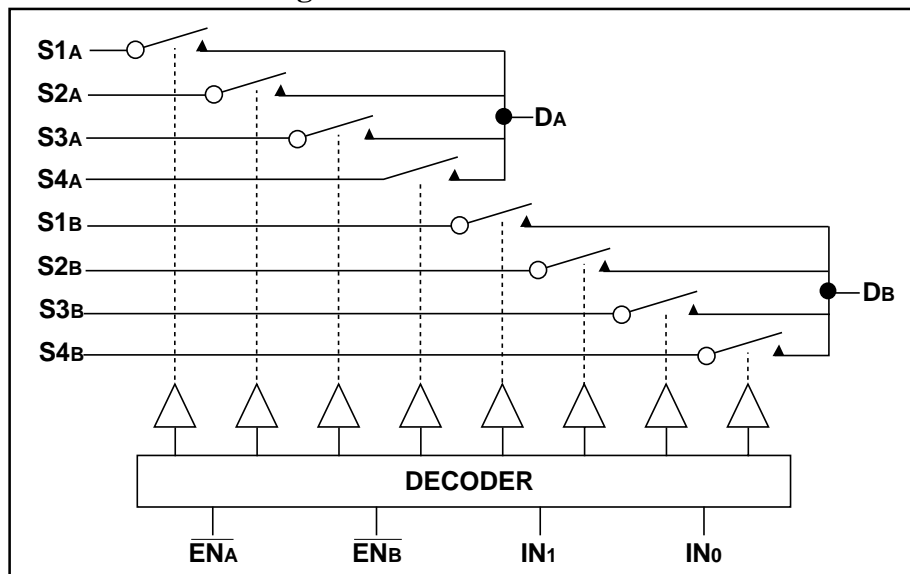 S1A
S2A
DA
S3A
S4A
S1B
S2B
DB
S3B
S4B
DECODER
ENA ENB IN1 IN0